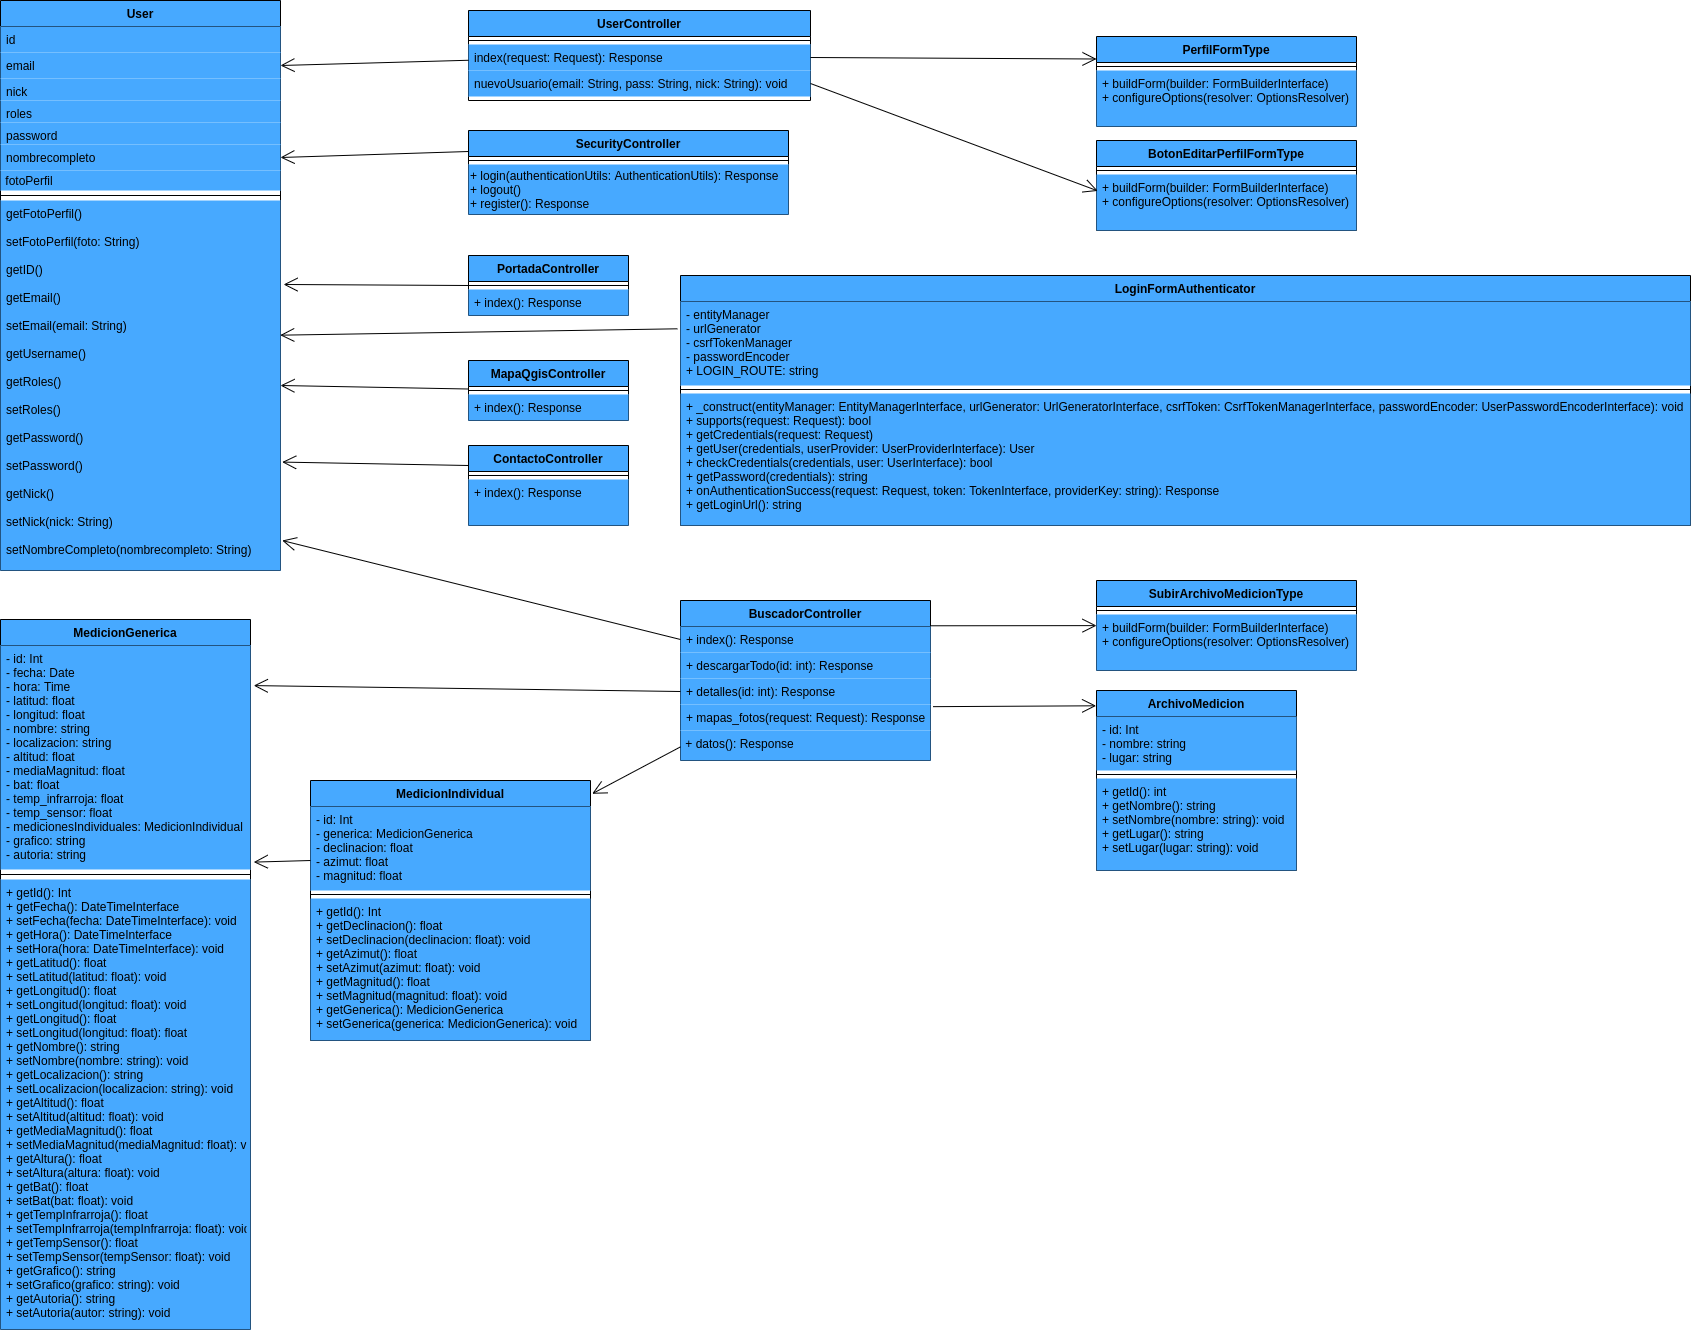 User
id
email
nick
roles
password
nombrecompleto
fotoPerfil
getFotoPerfil()
setFotoPerfil(foto: String)
getID()
getEmail()
setEmail(email: String)
getUsername()
getRoles()
setRoles()
getPassword()
setPassword()
getNick()
setNick(nick: String)
setNombreCompleto(nombrecompleto: String)
UserController
index(request: Request): Response
nuevoUsuario(email: String, pass: String, nick: String): void
SecurityController
+ login(authenticationUtils: AuthenticationUtils): Response
+ logout()
+ register(): Response
PerfilFormType
+ buildForm(builder: FormBuilderInterface)
+ configureOptions(resolver: OptionsResolver)
BotonEditarPerfilFormType
+ buildForm(builder: FormBuilderInterface)
+ configureOptions(resolver: OptionsResolver)
PortadaController
+ index(): Response
MapaQgisController
+ index(): Response
ContactoController
+ index(): Response
LoginFormAuthenticator
- entityManager
- urlGenerator
- csrfTokenManager
- passwordEncoder
+ LOGIN_ROUTE: string
+ _construct(entityManager: EntityManagerInterface, urlGenerator: UrlGeneratorInterface, csrfToken: CsrfTokenManagerInterface, passwordEncoder: UserPasswordEncoderInterface): void
+ supports(request: Request): bool
+ getCredentials(request: Request)
+ getUser(credentials, userProvider: UserProviderInterface): User
+ checkCredentials(credentials, user: UserInterface): bool
+ getPassword(credentials): string
+ onAuthenticationSuccess(request: Request, token: TokenInterface, providerKey: string): Response
+ getLoginUrl(): string
BuscadorController
+ index(): Response
+ descargarTodo(id: int): Response
+ detalles(id: int): Response
+ mapas_fotos(request: Request): Response
+ datos(): Response
SubirArchivoMedicionType
+ buildForm(builder: FormBuilderInterface)
+ configureOptions(resolver: OptionsResolver)
ArchivoMedicion
- id: Int
- nombre: string
- lugar: string
+ getId(): int
+ getNombre(): string
+ setNombre(nombre: string): void
+ getLugar(): string
+ setLugar(lugar: string): void
MedicionGenerica
- id: Int
- fecha: Date
- hora: Time
- latitud: float
- longitud: float
- nombre: string
- localizacion: string
- altitud: float
- mediaMagnitud: float
- bat: float
- temp_infrarroja: float
- temp_sensor: float
- medicionesIndividuales: MedicionIndividual
- grafico: string
- autoria: string
+ getId(): Int
+ getFecha(): DateTimeInterface
+ setFecha(fecha: DateTimeInterface): void
+ getHora(): DateTimeInterface
+ setHora(hora: DateTimeInterface): void
+ getLatitud(): float
+ setLatitud(latitud: float): void
+ getLongitud(): float
+ setLongitud(longitud: float): void
+ getLongitud(): float
+ setLongitud(longitud: float): float
+ getNombre(): string
+ setNombre(nombre: string): void
+ getLocalizacion(): string
+ setLocalizacion(localizacion: string): void
+ getAltitud(): float
+ setAltitud(altitud: float): void
+ getMediaMagnitud(): float
+ setMediaMagnitud(mediaMagnitud: float): v
+ getAltura(): float
+ setAltura(altura: float): void
+ getBat(): float
+ setBat(bat: float): void
+ getTempInfrarroja(): float
+ setTempInfrarroja(tempInfrarroja: float): void
+ getTempSensor(): float
+ setTempSensor(tempSensor: float): void
+ getGrafico(): string
+ setGrafico(grafico: string): void
+ getAutoria(): string
+ setAutoria(autor: string): void
MedicionIndividual
- id: Int
- generica: MedicionGenerica
- declinacion: float
- azimut: float
- magnitud: float
+ getId(): Int
+ getDeclinacion(): float
+ setDeclinacion(declinacion: float): void
+ getAzimut(): float
+ setAzimut(azimut: float): void
+ getMagnitud(): float
+ setMagnitud(magnitud: float): void
+ getGenerica(): MedicionGenerica
+ setGenerica(generica: MedicionGenerica): void